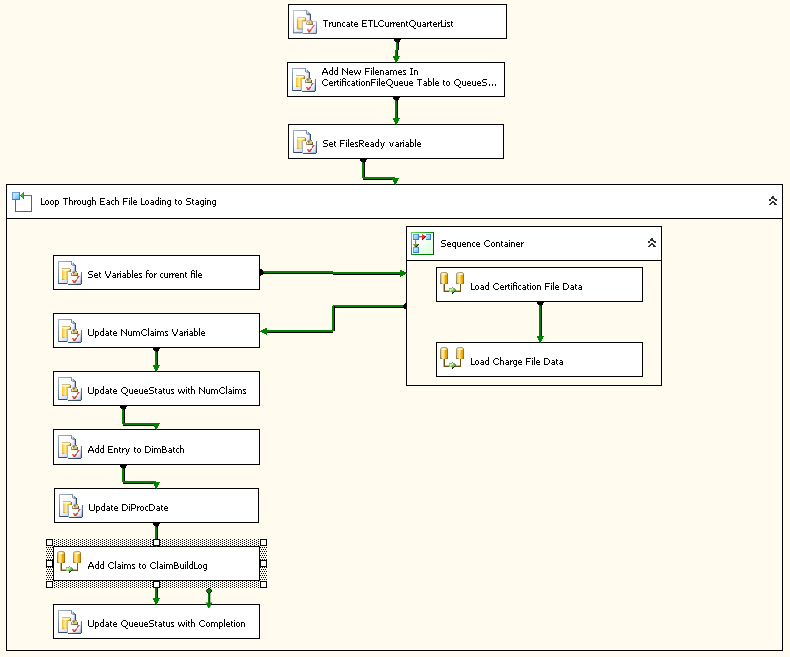 Truncate ETLCurrentQuarterList
Add New Filenames In
CertificationFileQueue Table to QueueS...
Set FilesReady variable
Loop Through Each File Loading to Staging
Sequence Container
Set Variables for current file
Load Certification File Data
Update NumClaims Variable
Load Charge File Data
Update QueueStatus with NumClaims
Add Entry to DimBatch
Update DiProcDate
Add Claims to ClaimBuildLog
Update QueueStatus with Completion